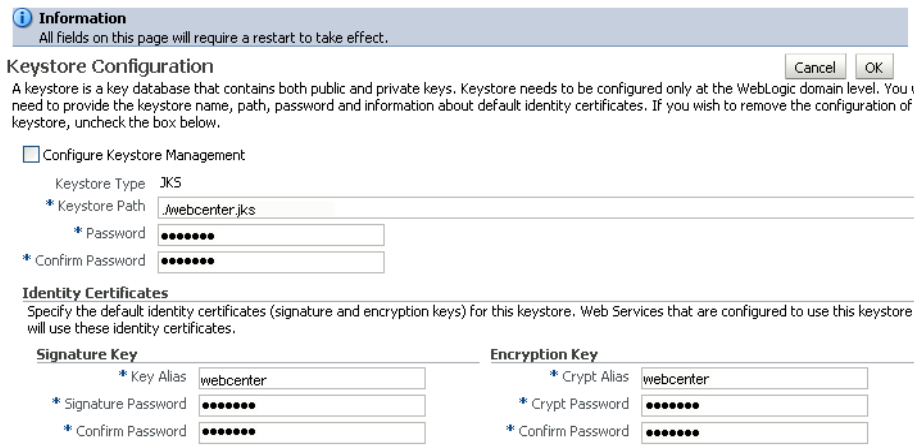 Information
All fields on this page will require a restart to take effect.
Keystore Configuration
Cancel OK
A keystore is a key database that contains both public and private keys. Keystore needs to be configured only at the WebLogic domain level. You
need to provide the keystore name, path, password and information about default identity certificates. If you wish to remove the configuration of
keystore, uncheck the box below.
Configure Keystore Management
Keystore Type JKS
* Keystore Path ./webcenter.jks
* Password •••••••
* Confirm Password •••••••
Identity Certificates
Specify the default identity certificates (signature and encryption keys) for this keystore. Web Services that are configured to use this keystore
will use these identity certificates.
Signature Key Encryption Key
* Key Alias webcenter * Crypt Alias webcenter
* Signature Password ••••••• * Crypt Password •••••••
* Confirm Password ••••••• * Confirm Password •••••••